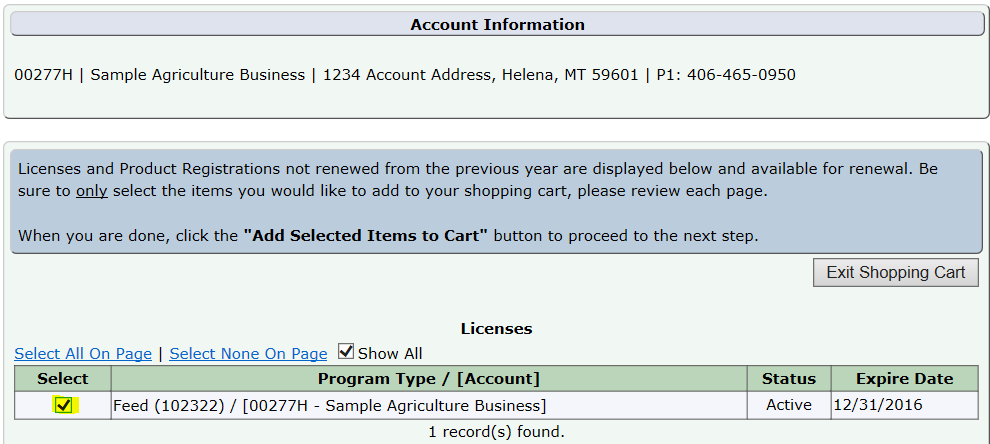 Account Information
00277H | Sample Agriculture Business | 1234 Account Address, Helena, MT 59601 | P1: 406-465-0950
Licenses and Product Registrations not renewed from the previous year are displayed below and available for renewal. Be
sure to only select the items you would like to add to your shopping cart, please review each page.
When you are done, click the "Add Selected Items to Cart" button to proceed to the next step.
Exit Shopping Cart
Licenses
Select All On Page | Select None On Page Show All
Select Program Type / [Account] Status Expire Date
Feed (102322) / [00277H - Sample Agriculture Business] Active 12/31/2016
1 record(s) found.